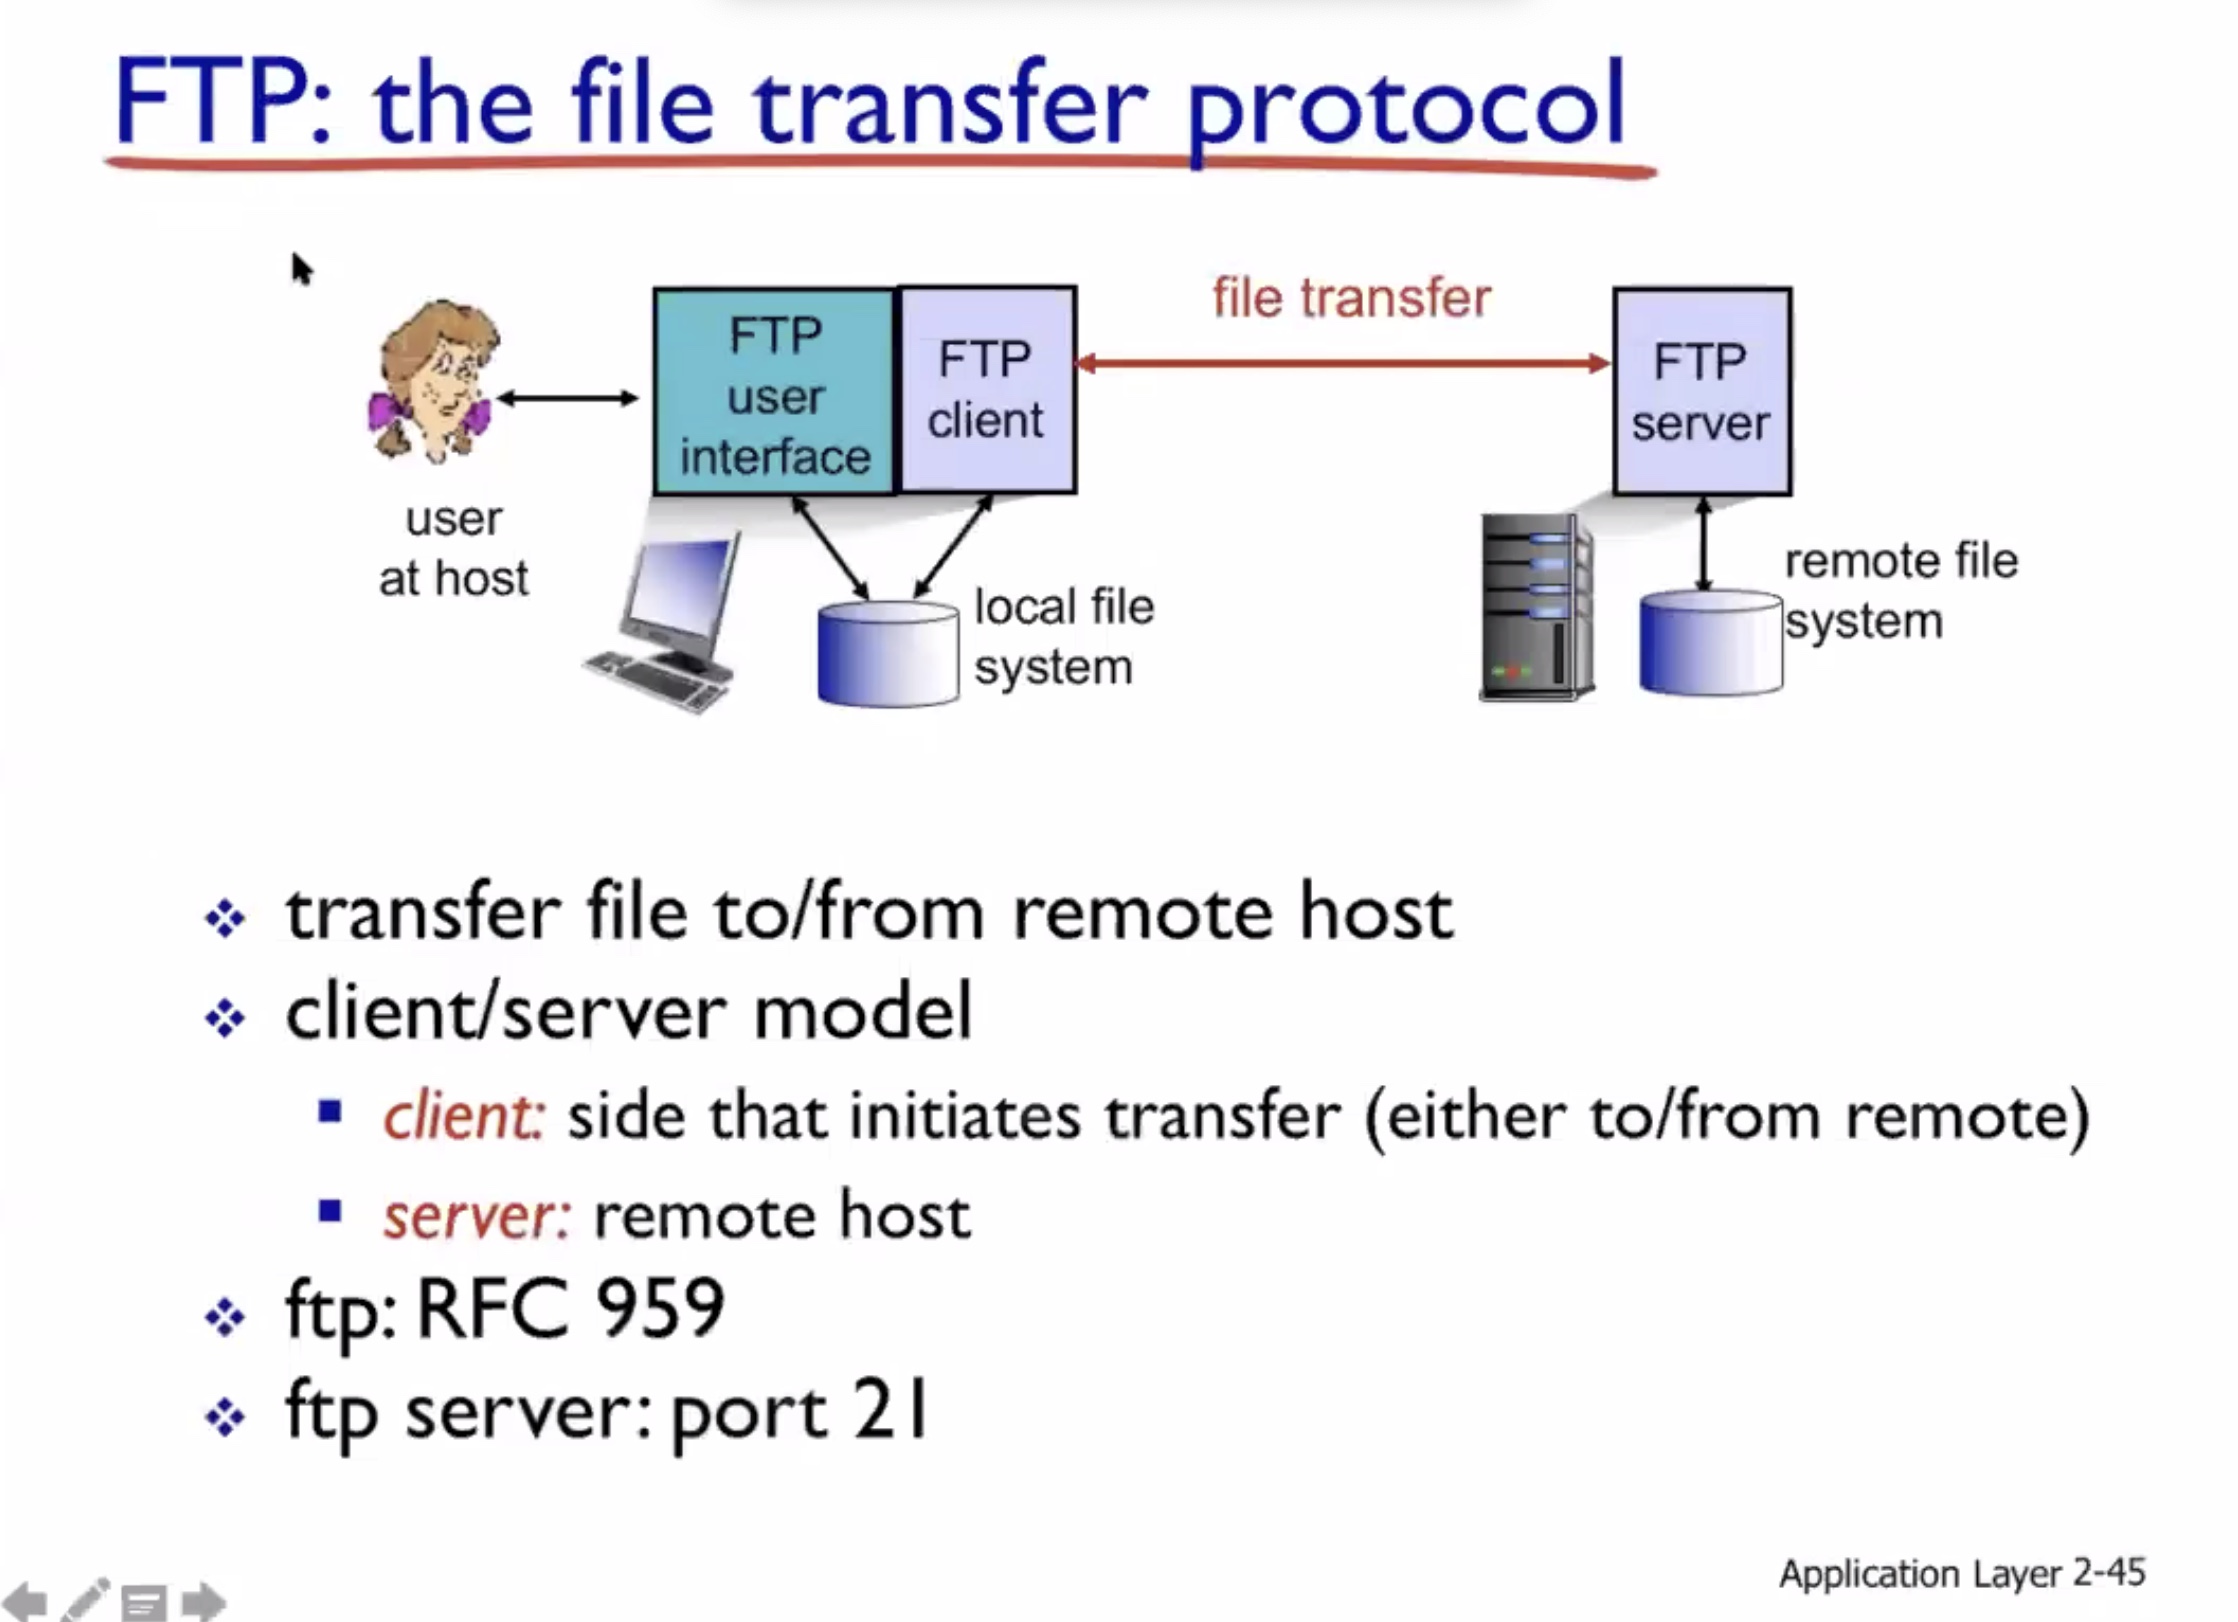 FTP: the file transfer protocol
file transfer
FTP
user
interface
FTP
client
FTP
server
user
at host
local file
system
remote file
system
transfer file to/from remote host
client/server model
client: side that initiates transfer (either to/from remote)
server: remote host
ftp: RFC 959
ftp server: port 21
Application Layer 2-45